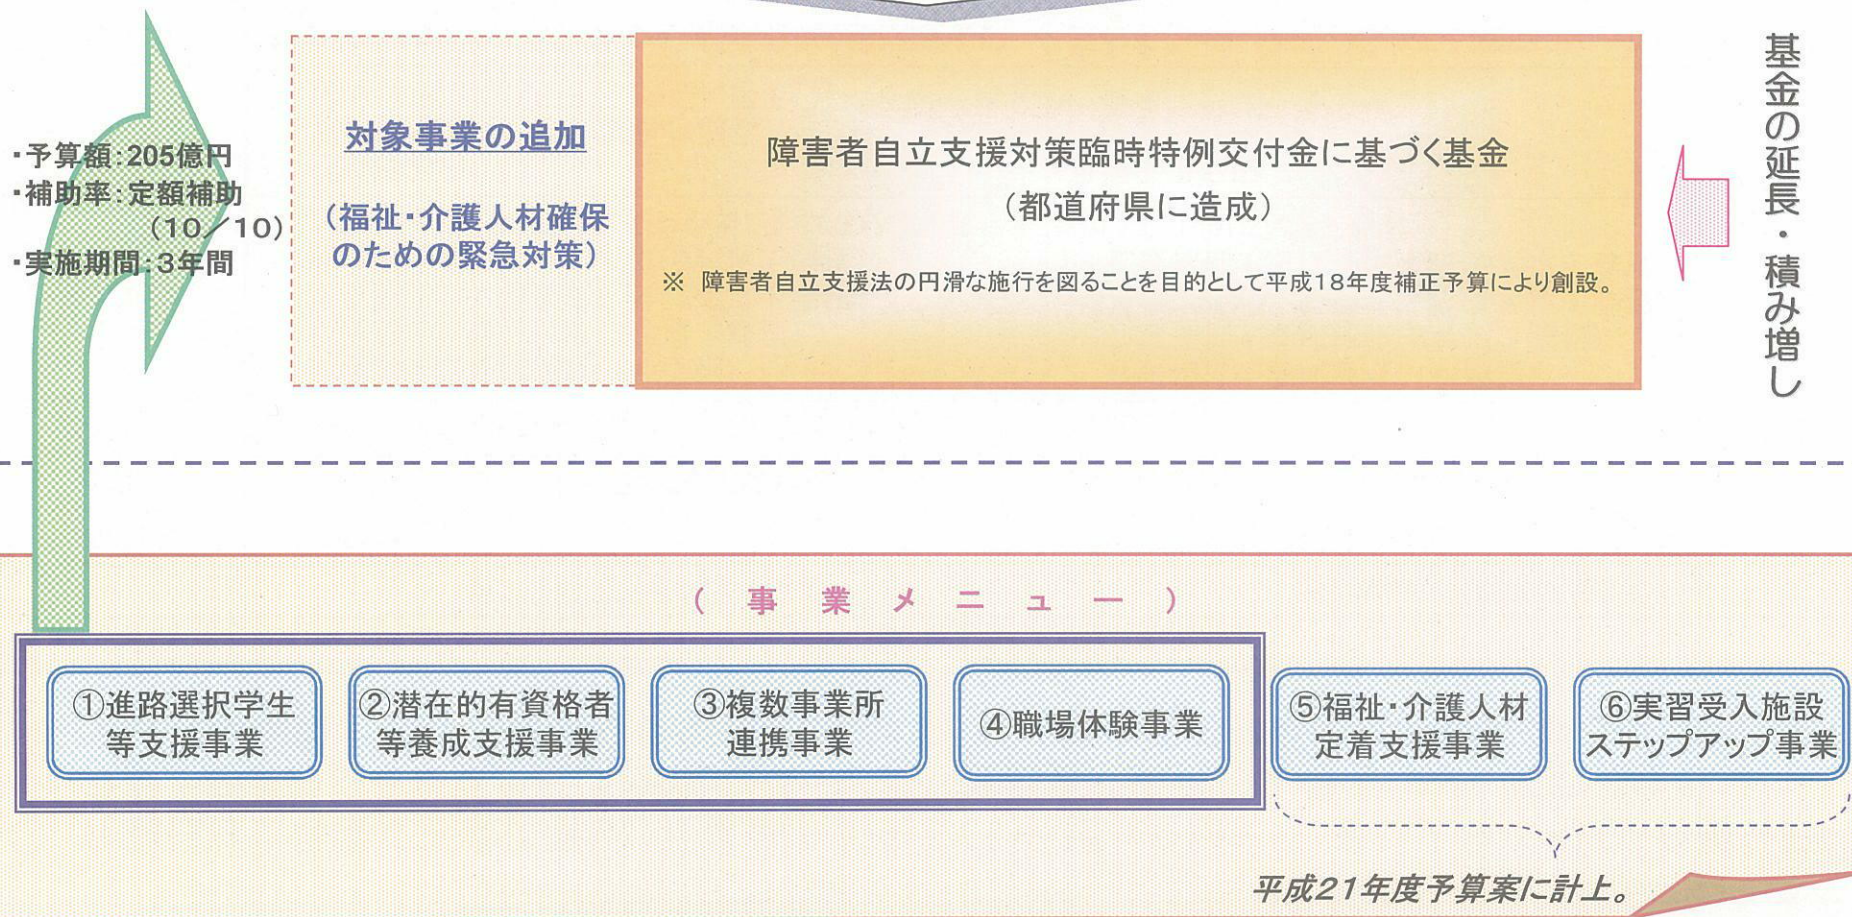 ・予算額:205億円
・補助率:定額補助
(10/10)
・実施期間:3年間
対象事業の追加
(福祉・介護人材確保
のための緊急対策)
障害者自立支援対策臨時特例交付金に基づく基金
(都道府県に造成)
※ 障害者自立支援法の円滑な施行を図ることを目的として平成18年度補正予算により創設。
基金の延長・積み増し
(事業メニュー)
①進路選択学生
等支援事業
②潜在的有資格者
等養成支援事業
③複数事業所
連携事業
④職場体験事業
⑤福祉・介護人材
定着支援事業
⑥実習受入施設
ステップアップ事業
平成21年度予算案に計上。